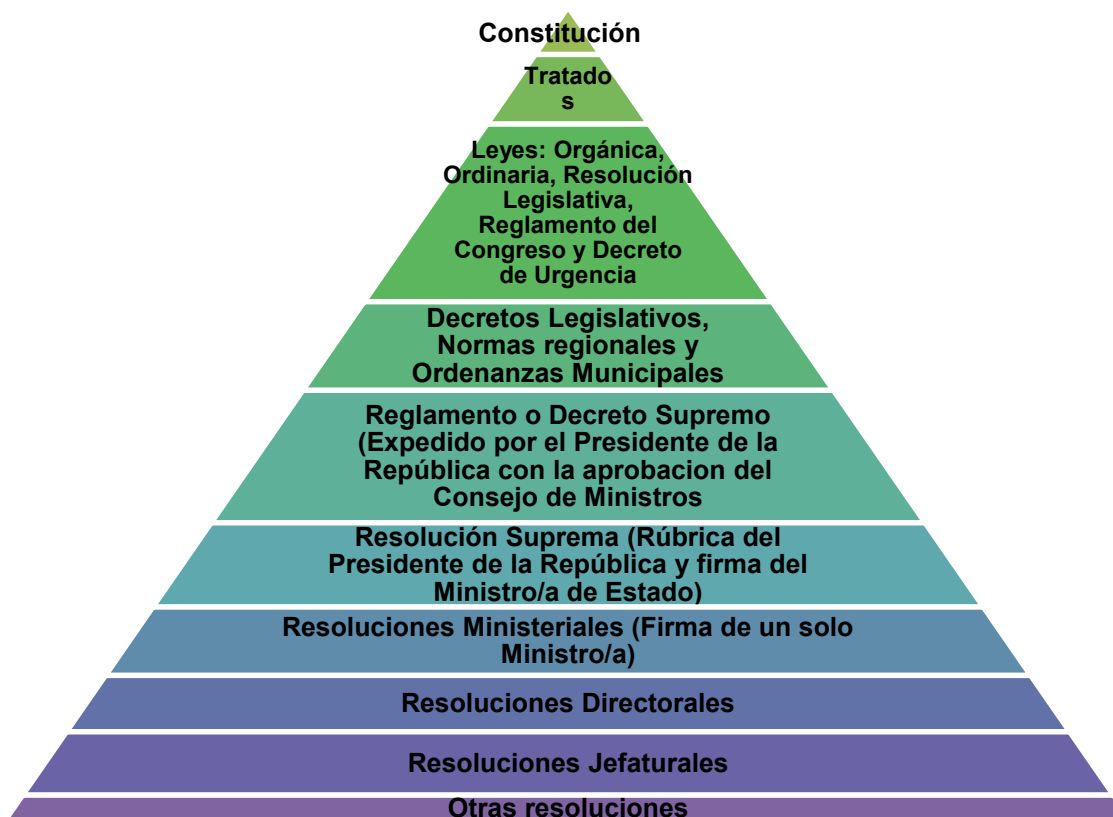 Constitución
Tratado
s
Leyes: Orgánica,
Ordinaria, Resolución
Legislativa,
Reglamento del
Congreso y Decreto
de Urgencia
Decretos Legislativos,
Normas regionales y
Ordenanzas Municipales
Reglamento o Decreto Supremo
(Expedido por el Presidente de la
República con la aprobacion del
Consejo de Ministros
Resolución Suprema (Rúbrica del
Presidente de la República y firma del
Ministro/a de Estado)
Resoluciones Ministeriales (Firma de un solo
Ministro/a)
Resoluciones Directorales
Resoluciones Jefaturales
Otras resoluciones